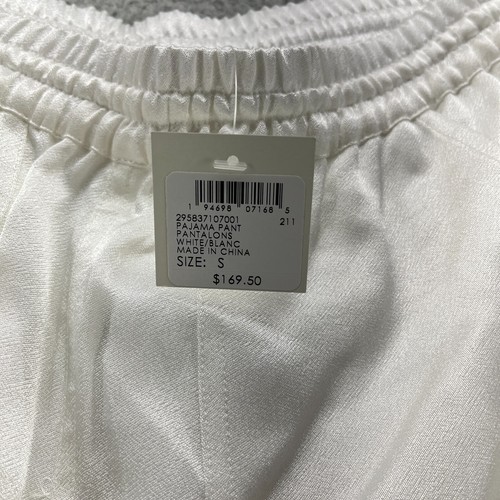 1 94698 07168 5
295837107001 211
PAJAMA PANT
PANTALONS
WHITE/BLANC
MADE IN CHINA
SIZE: S
$169.50